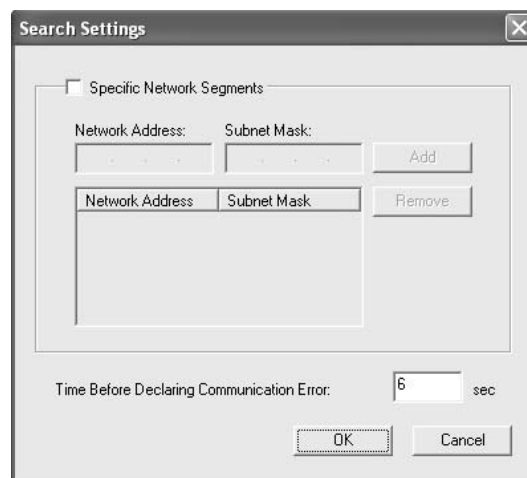 Search Settings
Specific Network Segments
Network Address: Subnet Mask:
Add
Network Address Subnet Mask
Remove
Time Before Declaring Communication Error: 6 sec
OK Cancel